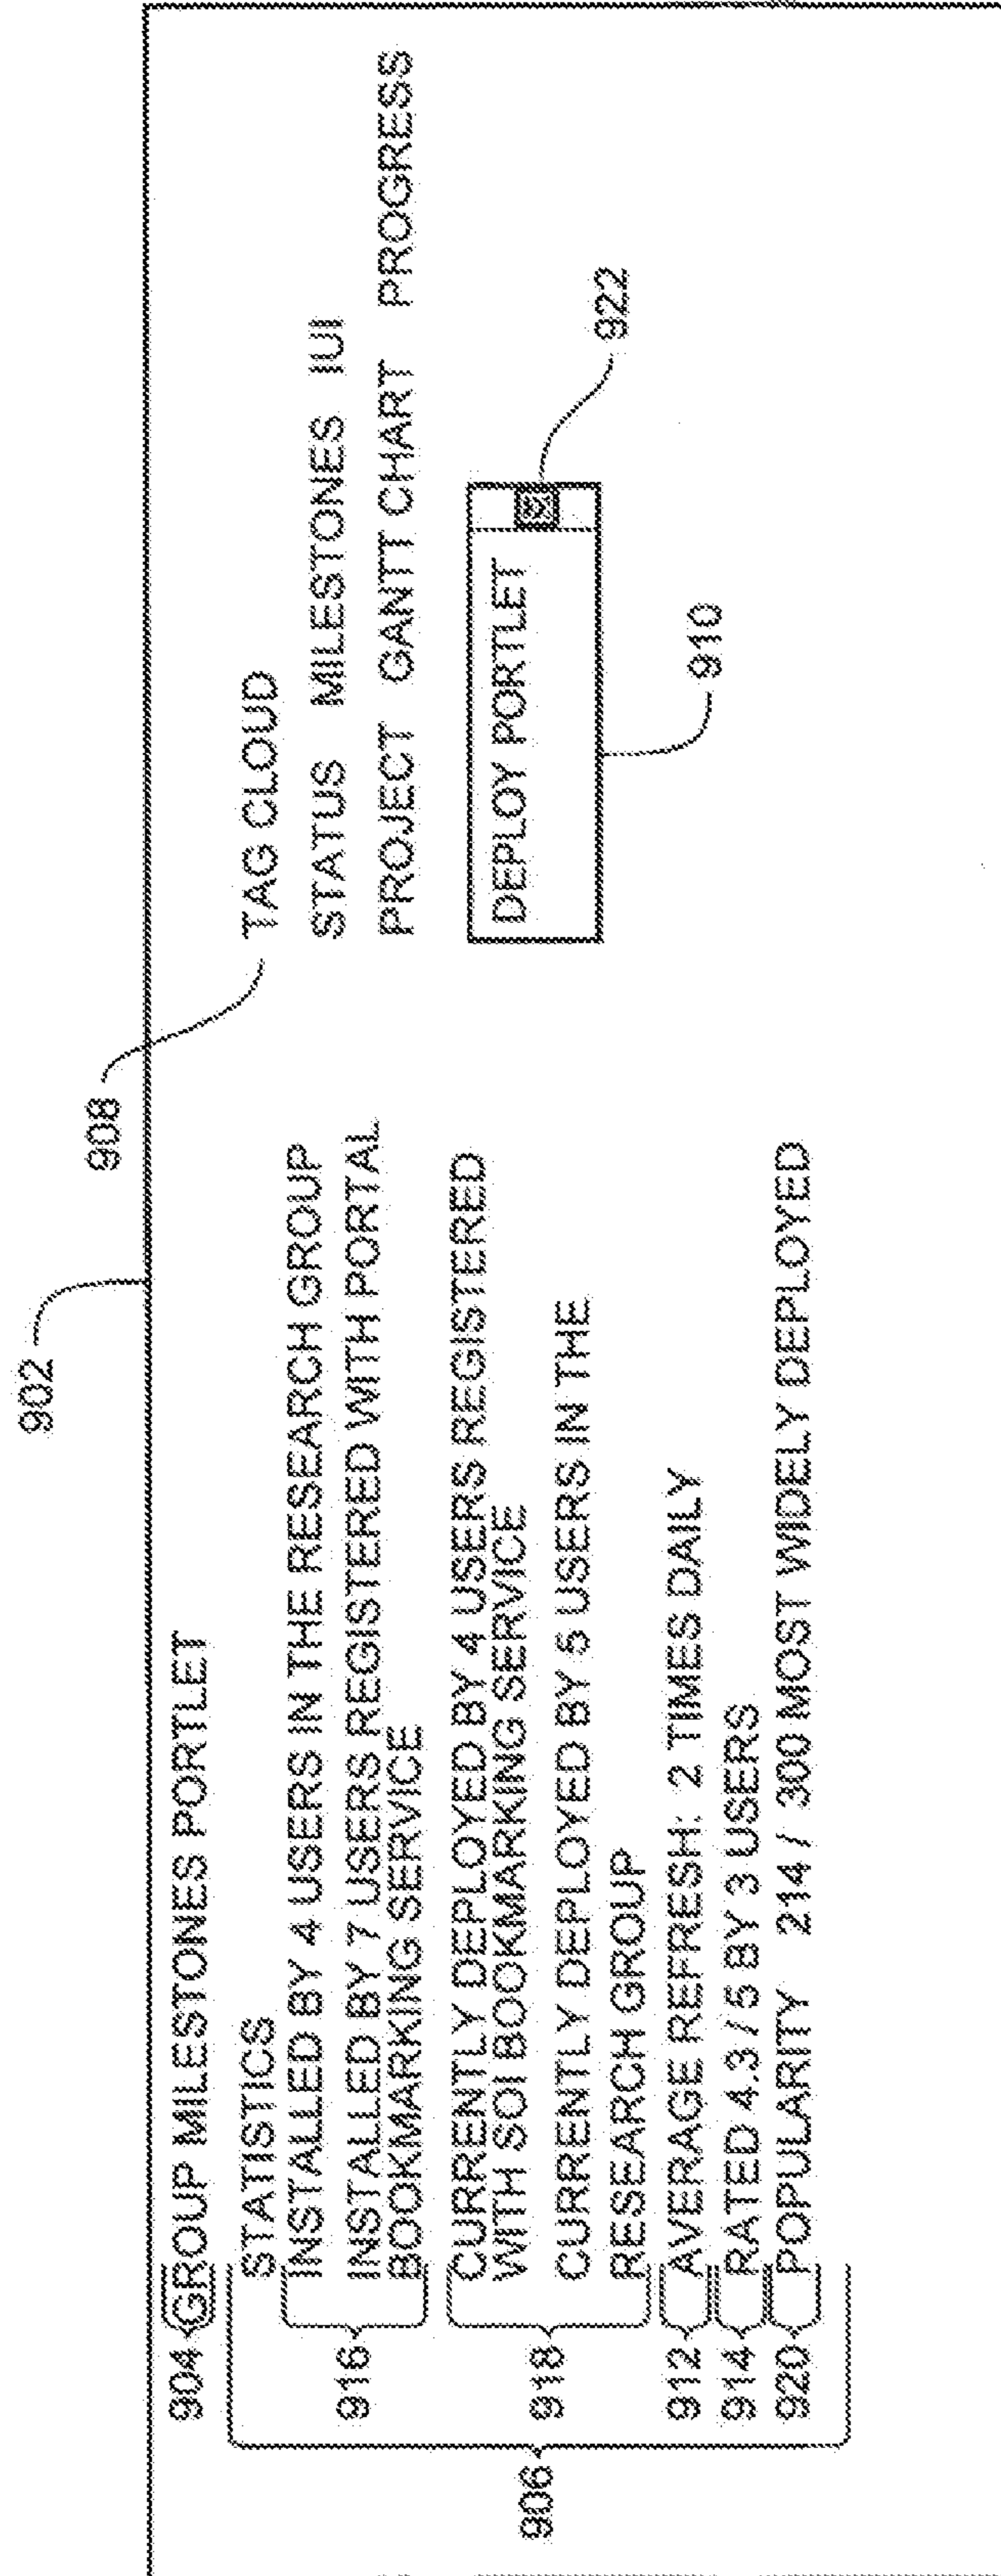 902
908
904 GROUP MILESTONES PORTLET
906
STATISTICS
916
INSTALLED BY 4 USERS IN THE RESEARCH GROUP
INSTALLED BY 7 USERS REGISTERED WITH PORTAL
BOOKMARKING SERVICE
918
CURRENTLY DEPLOYED BY 4 USERS REGISTERED
WITH SOI BOOKMARKING SERVICE
CURRENTLY DEPLOYED BY 5 USERS IN THE
RESEARCH GROUP
912 AVERAGE REFRESH: 2 TIMES DAILY
914 RATED 4.3 / 5 BY 3 USERS
920 POPULARITY 214 / 300 MOST WIDELY DEPLOYED
TAG CLOUD
STATUS MILESTONES IUI
PROJECT GANTT CHART PROGRESS
DEPLOY PORTLET
922
910